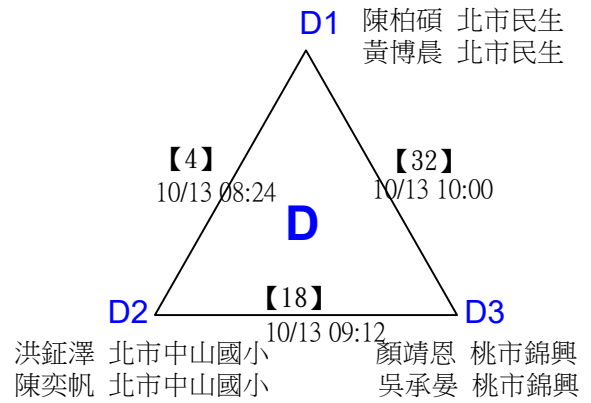 D1 陳柏碩 北市民生
黃博晨 北市民生
【4】
10/13 08:24
【32】
10/13 10:00
D
【18】
10/13 09:12
D2
D3
洪鉦澤 北市中山國小
陳奕帆 北市中山國小
顏靖恩 桃市錦興
吳承晏 桃市錦興